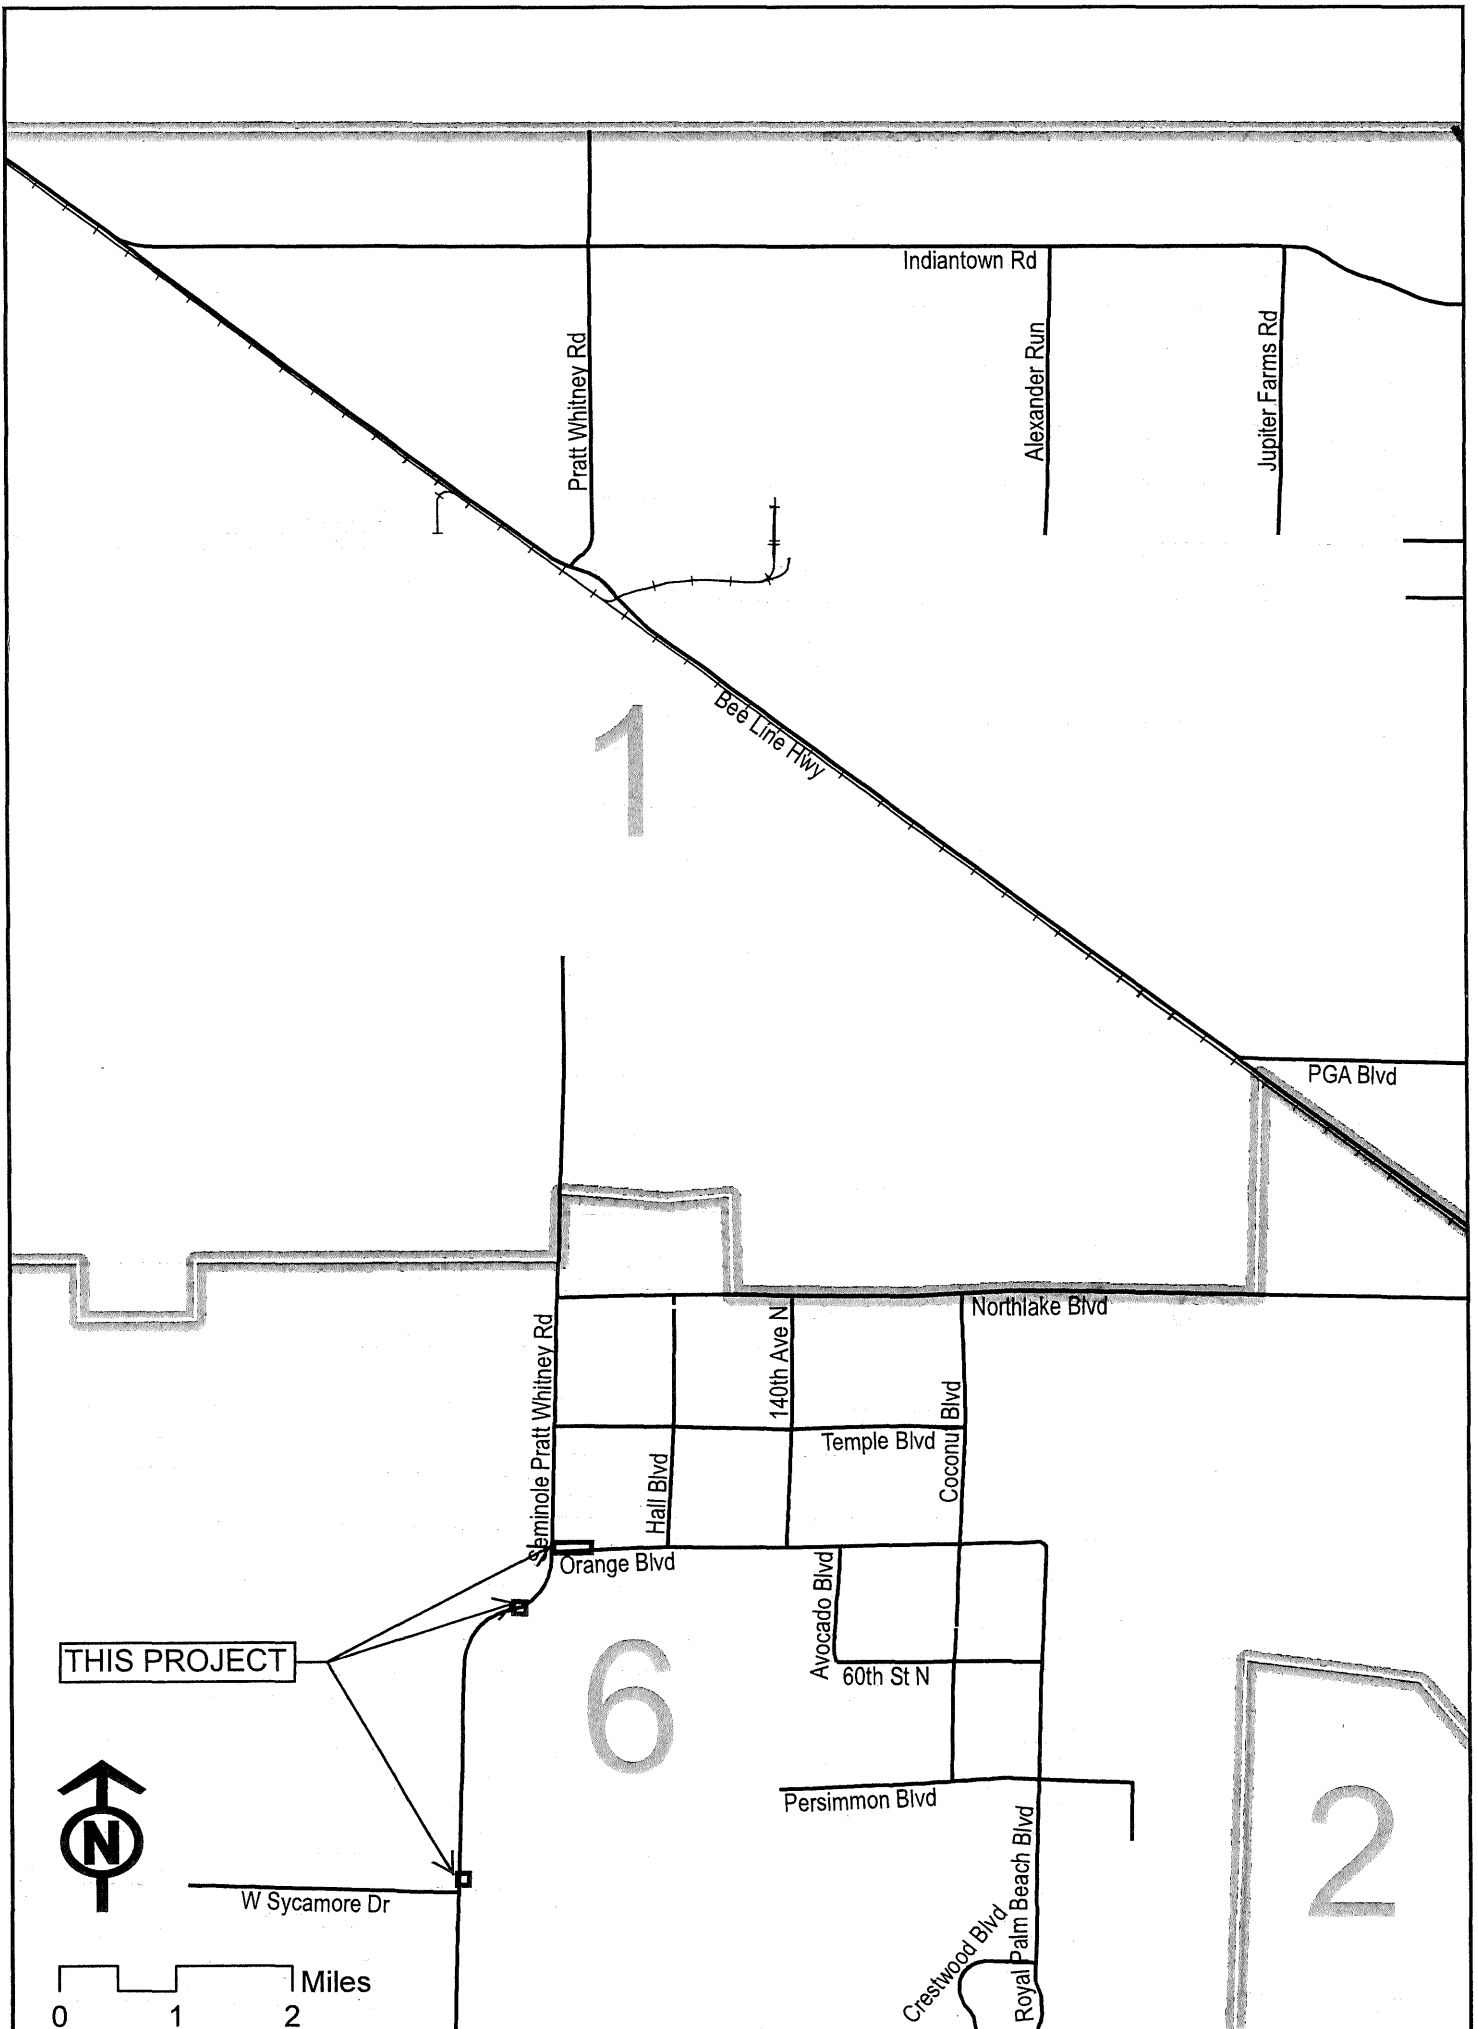 Indiantown Rd
Pratt Whitney Rd
Alexander Run
Jupiter Farms Rd
1
Bee Line Hwy
PGA Blvd
Northlake Blvd
Seminole Pratt Whitney Rd
140th Ave N
Coconut Blvd
Temple Blvd
Hall Blvd
Orange Blvd
Avocado Blvd
THIS PROJECT
6
60th St N
Persimmon Blvd
2
N
Royal Palm Beach Blvd
W Sycamore Dr
Crestwood Blvd
Miles
0 1 2